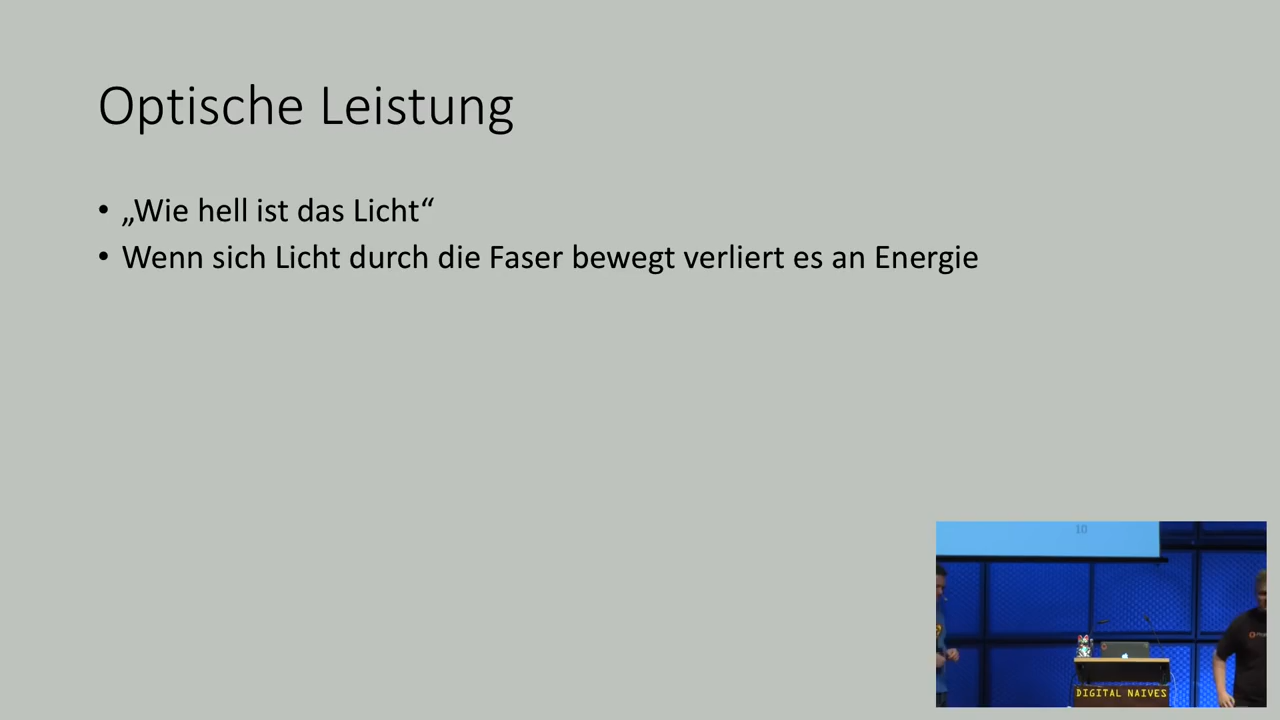 Optische Leistung
• „Wie hell ist das Licht“
• Wenn sich Licht durch die Faser bewegt verliert es an Energie
10
DIGITAL NAIVES